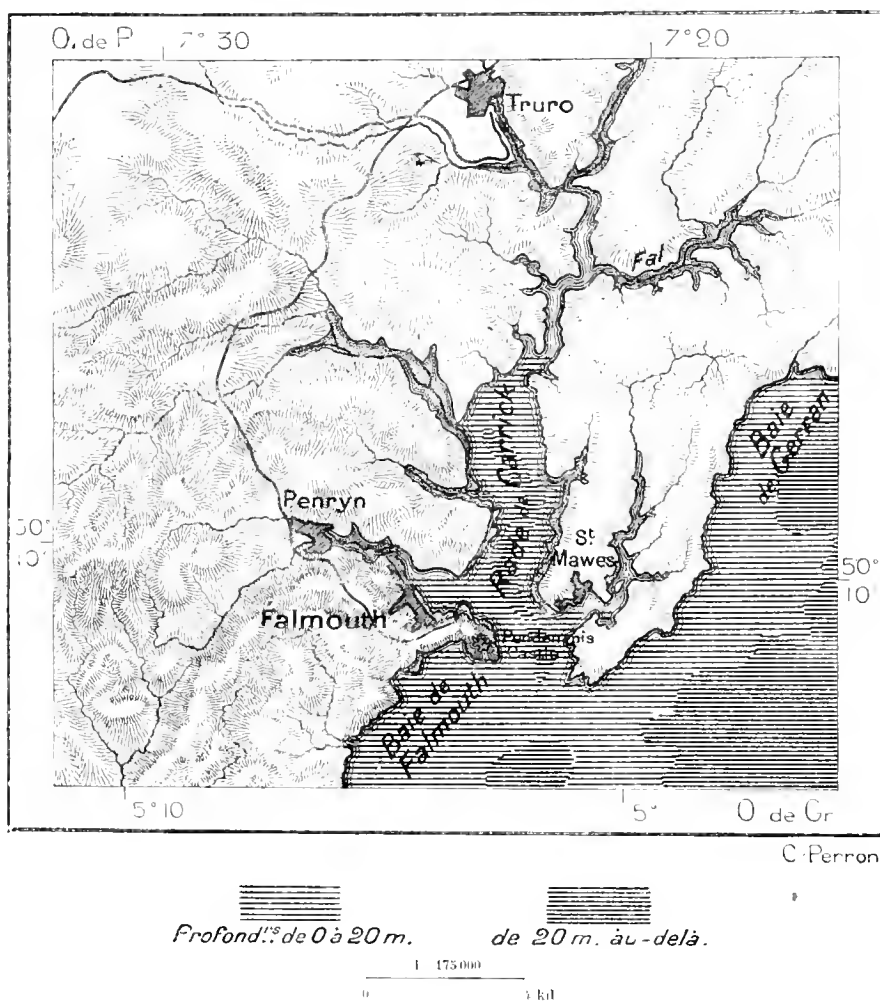 O. de P.
7° 30
7° 20
Truro
Fal
Rade de Carrick
Baie
de Gerran
Penryn
50°
10'
St
Mawes
50°
10'
Falmouth
Pendennis
Castle
Baie de
Falmouth
5° 10
5°
O de Gr
C. Perron
Profond.rs de 0 à 20 m.
de 20 m. au-delà.
1 175 000
0
4 kil